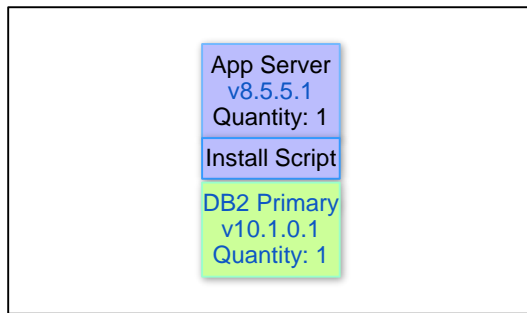 App Server
v8.5.5.1
Quantity: 1
Install Script
DB2 Primary
v10.1.0.1
Quantity: 1